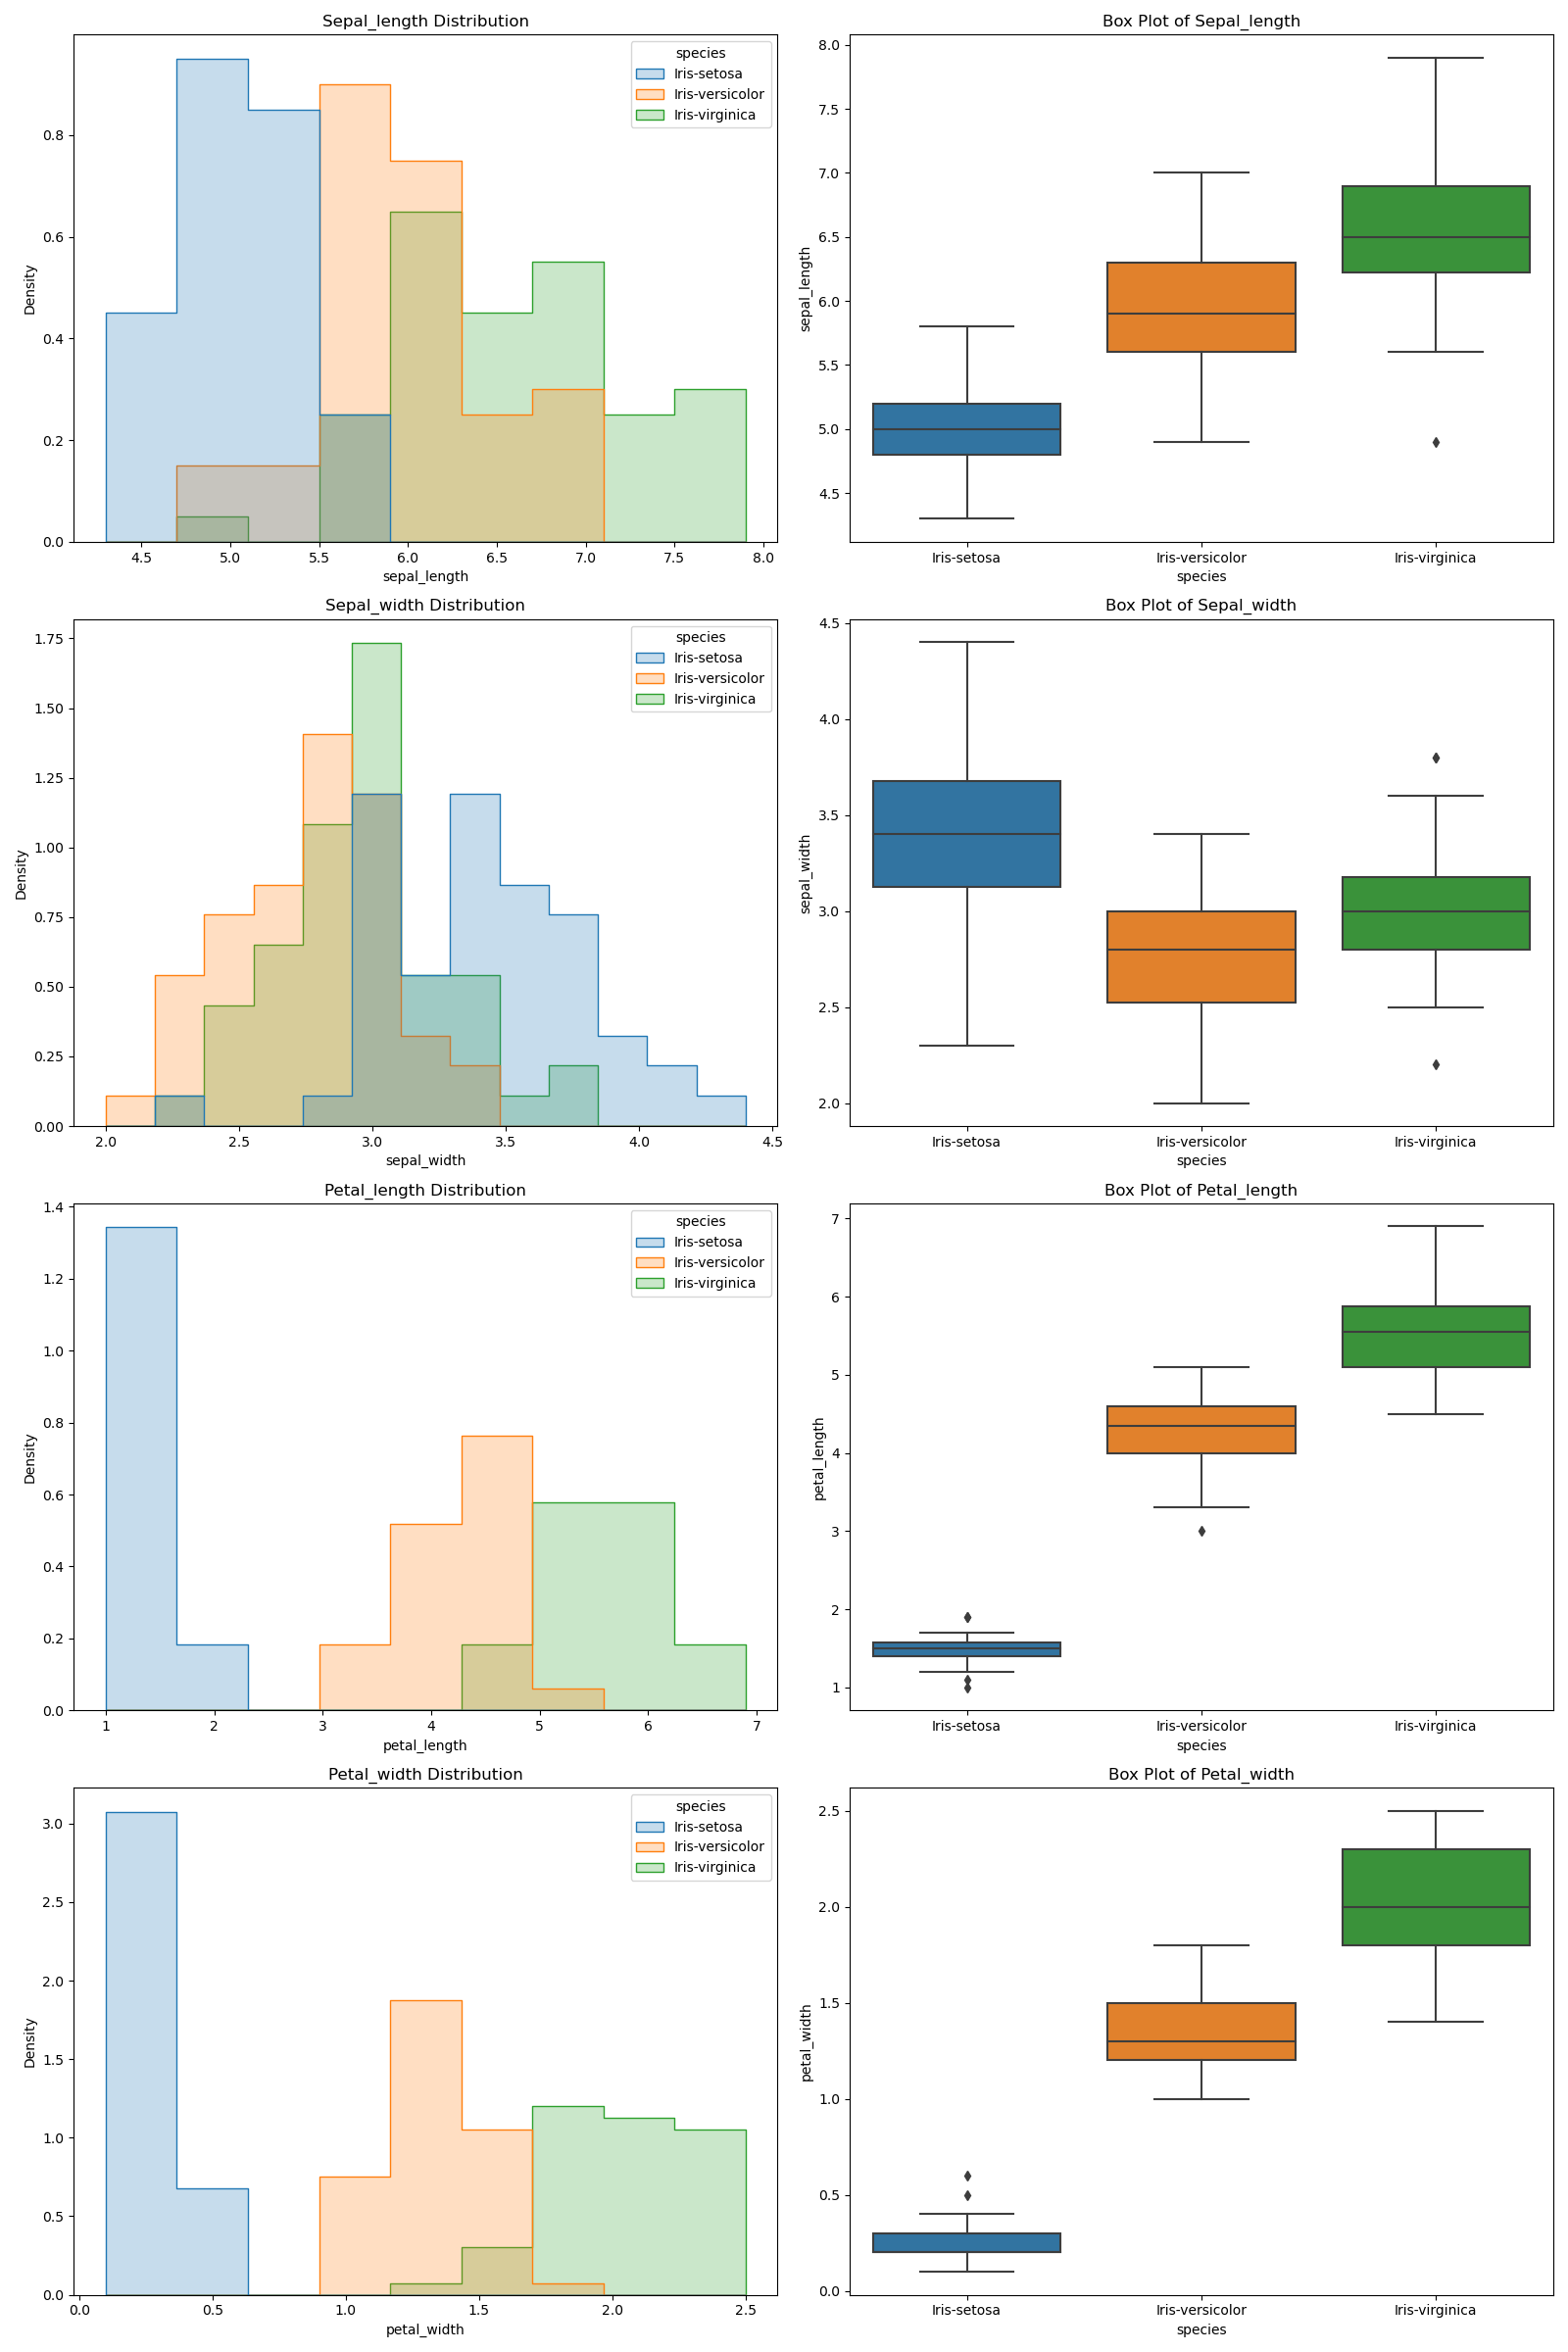 Sepal_length Distribution
species
Iris-setosa
Iris-versicolor
Iris-virginica
Density
0.8
0.6
0.4
0.2
0.0
4.5 5.0 5.5 6.0 6.5 7.0 7.5 8.0
sepal_length
Box Plot of Sepal_length
sepal_length
8.0
7.5
7.0
6.5
6.0
5.5
5.0
4.5
Iris-setosa Iris-versicolor Iris-virginica
species
Sepal_width Distribution
species
Iris-setosa
Iris-versicolor
Iris-virginica
Density
1.75
1.50
1.25
1.00
0.75
0.50
0.25
0.00
2.0 2.5 3.0 3.5 4.0 4.5
sepal_width
Box Plot of Sepal_width
sepal_width
4.5
4.0
3.5
3.0
2.5
2.0
Iris-setosa Iris-versicolor Iris-virginica
species
Petal_length Distribution
species
Iris-setosa
Iris-versicolor
Iris-virginica
Density
1.4
1.2
1.0
0.8
0.6
0.4
0.2
0.0
1 2 3 4 5 6 7
petal_length
Box Plot of Petal_length
petal_length
7
6
5
4
3
2
1
Iris-setosa Iris-versicolor Iris-virginica
species
Petal_width Distribution
species
Iris-setosa
Iris-versicolor
Iris-virginica
Density
3.0
2.5
2.0
1.5
1.0
0.5
0.0
0.0 0.5 1.0 1.5 2.0 2.5
petal_width
Box Plot of Petal_width
petal_width
2.5
2.0
1.5
1.0
0.5
0.0
Iris-setosa Iris-versicolor Iris-virginica
species